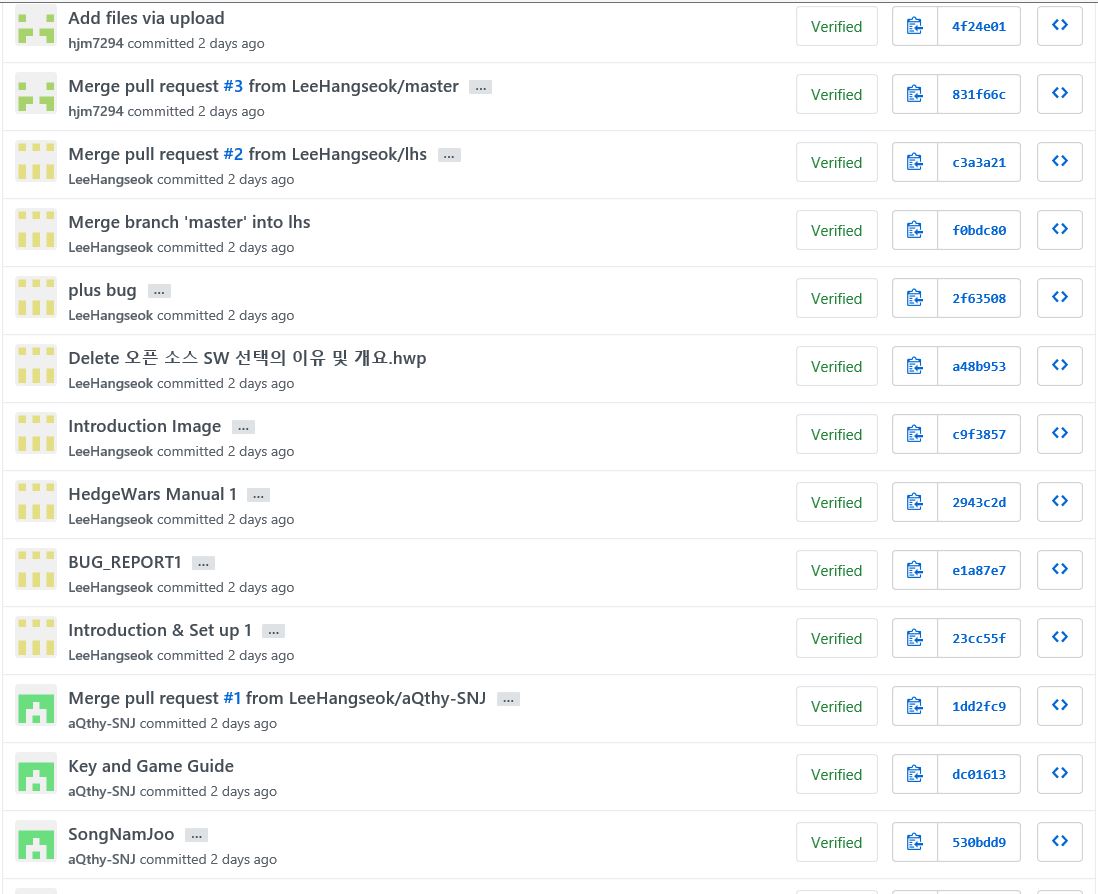 Add files via upload
hjm7294 committed 2 days ago
Verified
4f24e01
Merge pull request #3 from LeeHangseok/master ...
hjm7294 committed 2 days ago
Verified
831f66c
Merge pull request #2 from LeeHangseok/lhs ...
LeeHangseok committed 2 days ago
Verified
c3a3a21
Merge branch 'master' into lhs
LeeHangseok committed 2 days ago
Verified
f0bdc80
plus bug ...
LeeHangseok committed 2 days ago
Verified
2f63508
Delete 오픈 소스 SW 선택의 이유 및 개요.hwp
LeeHangseok committed 2 days ago
Verified
a48b953
Introduction Image ...
LeeHangseok committed 2 days ago
Verified
c9f3857
HedgeWars Manual 1 ...
LeeHangseok committed 2 days ago
Verified
2943c2d
BUG_REPORT1 ...
LeeHangseok committed 2 days ago
Verified
e1a87e7
Introduction & Set up 1 ...
LeeHangseok committed 2 days ago
Verified
23cc55f
Merge pull request #1 from LeeHangseok/aQthy-SNJ ...
aQthy-SNJ committed 2 days ago
Verified
1dd2fc9
Key and Game Guide
aQthy-SNJ committed 2 days ago
Verified
dc01613
SongNamJoo ...
aQthy-SNJ committed 2 days ago
Verified
530bdd9